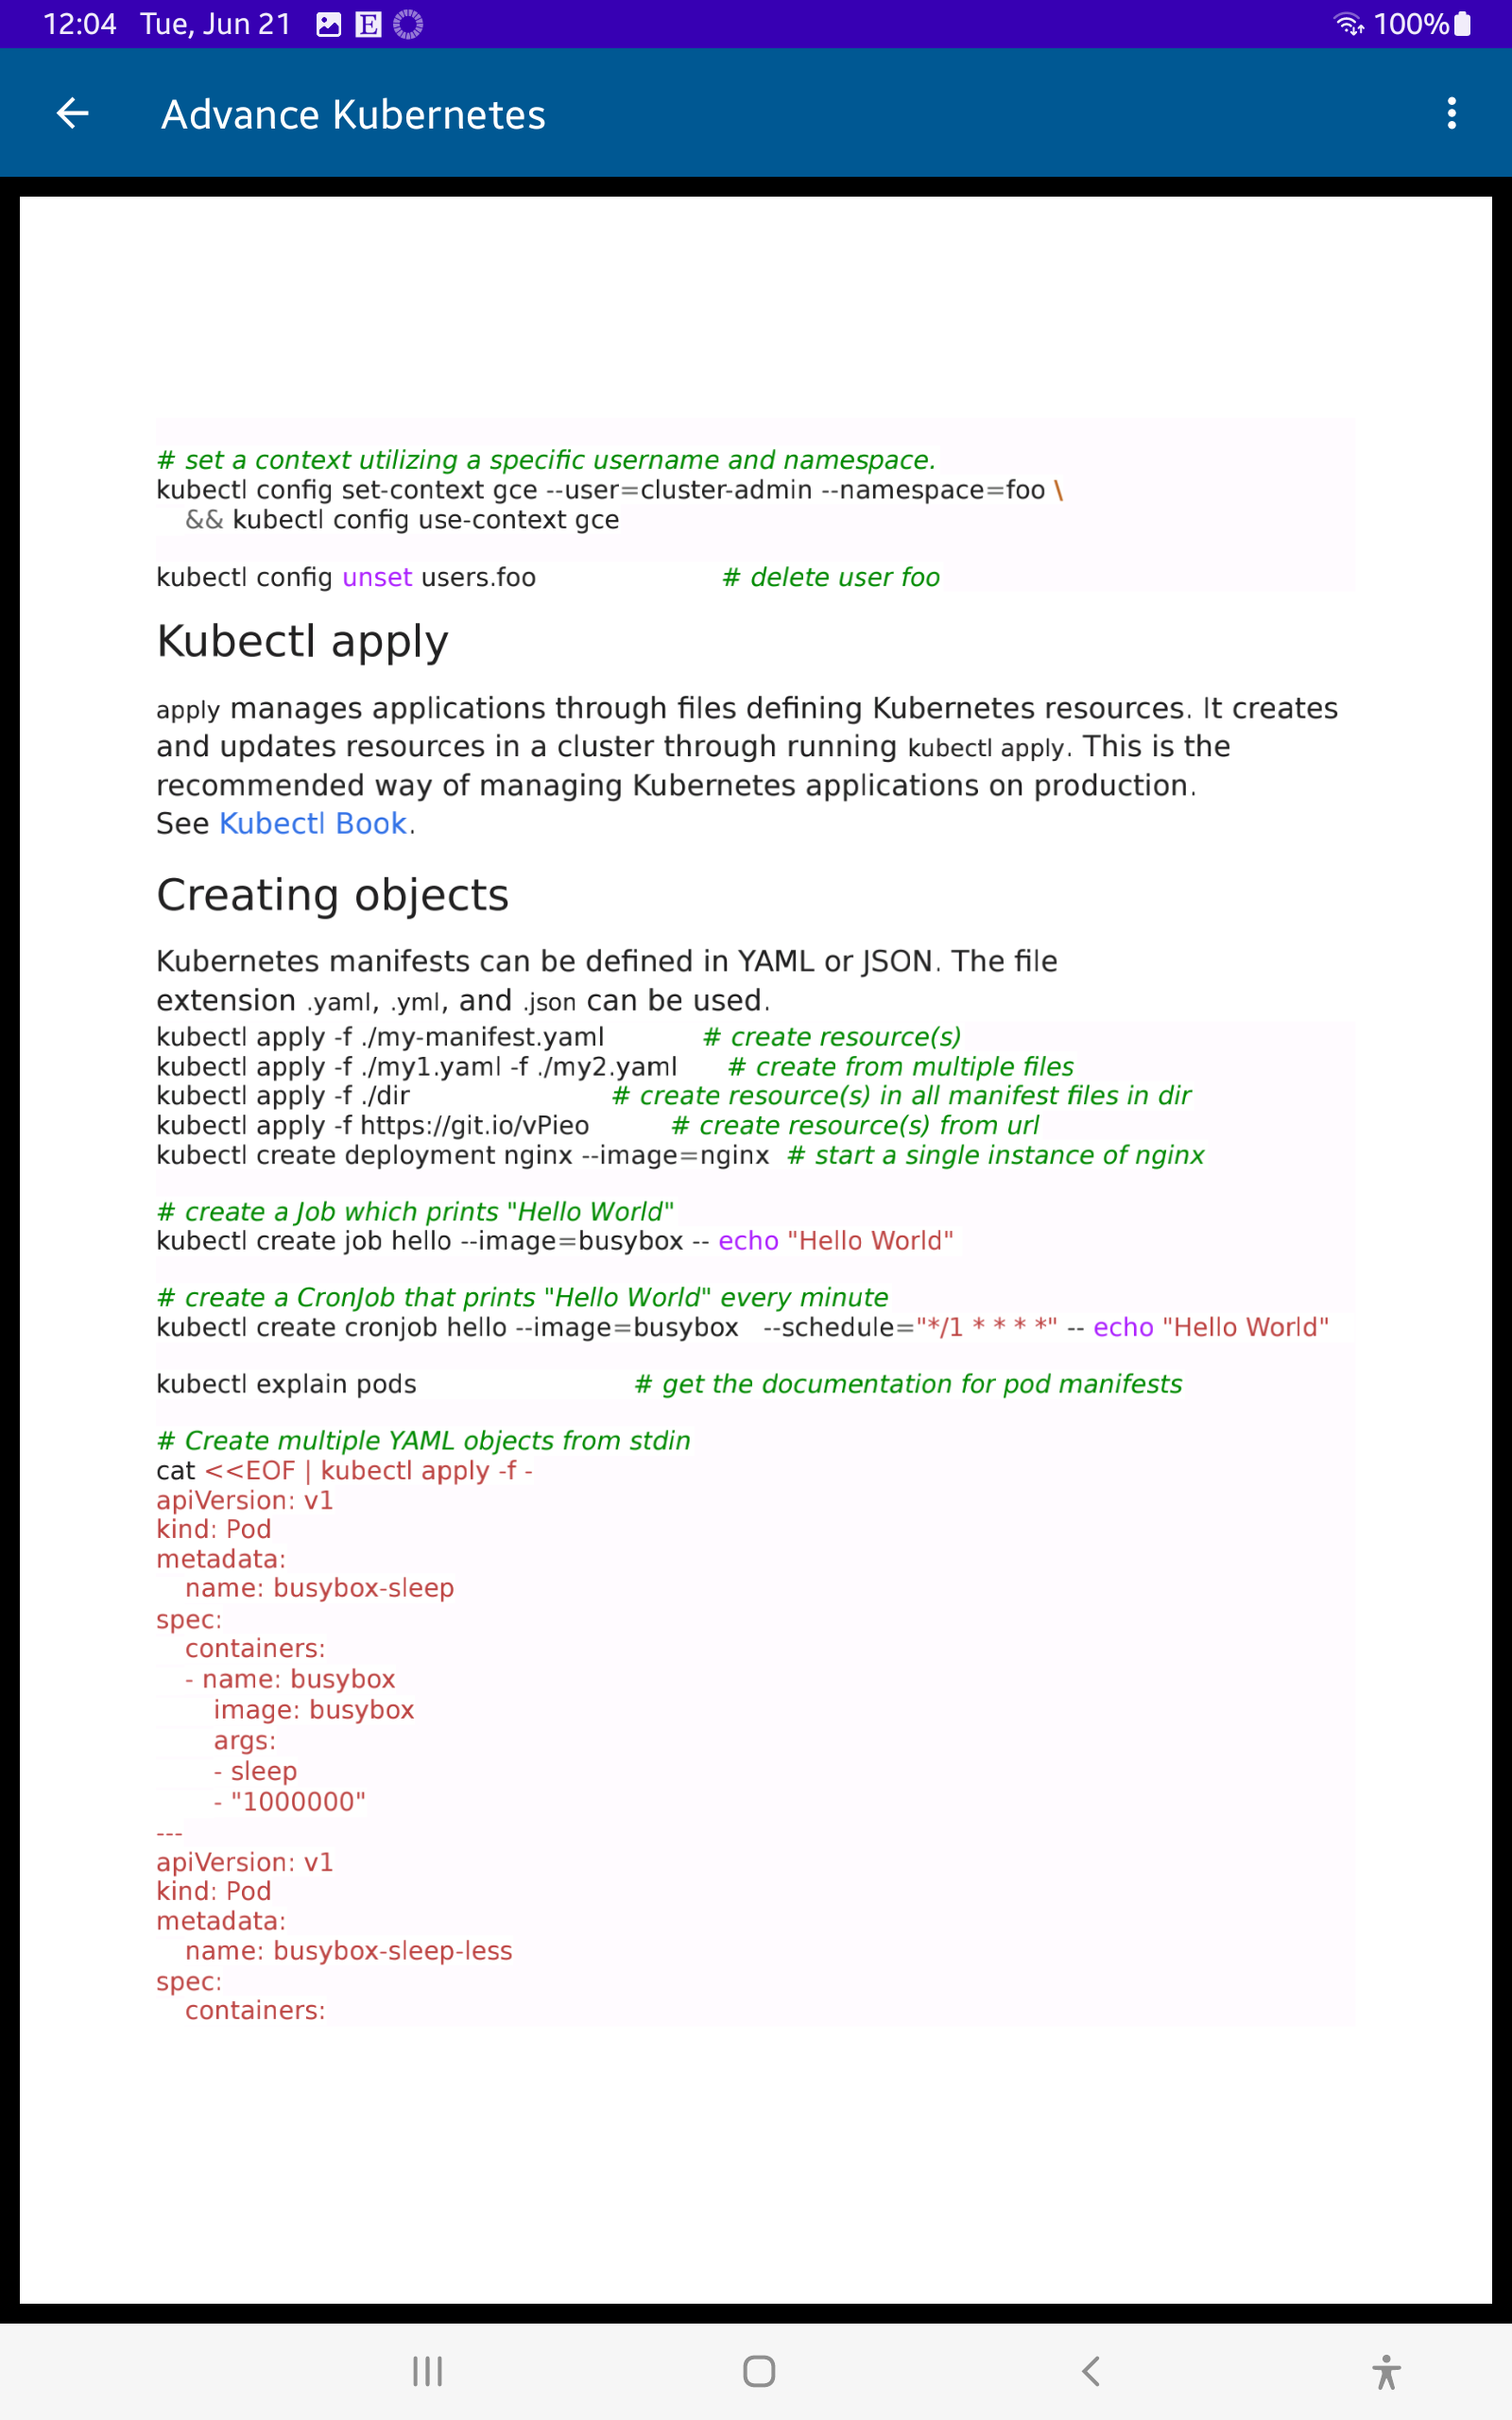 12:04 Tue, Jun 21 E 100%
Advance Kubernetes
# set a context utilizing a specific username and namespace.
kubectl config set-context gce --user=cluster-admin --namespace=foo \
    && kubectl config use-context gce
kubectl config unset users.foo # delete user foo
Kubectl apply
apply manages applications through files defining Kubernetes resources. It creates
and updates resources in a cluster through running kubectl apply. This is the
recommended way of managing Kubernetes applications on production.
See Kubectl Book.
Creating objects
Kubernetes manifests can be defined in YAML or JSON. The file
extension .yaml, .yml, and .json can be used.
kubectl apply -f ./my-manifest.yaml # create resource(s)
kubectl apply -f ./my1.yaml -f ./my2.yaml # create from multiple files
kubectl apply -f ./dir # create resource(s) in all manifest files in dir
kubectl apply -f https://git.io/vPieo # create resource(s) from url
kubectl create deployment nginx --image=nginx # start a single instance of nginx
# create a Job which prints "Hello World"
kubectl create job hello --image=busybox -- echo "Hello World"
# create a CronJob that prints "Hello World" every minute
kubectl create cronjob hello --image=busybox --schedule="*/1 * * * *" -- echo "Hello World"
kubectl explain pods # get the documentation for pod manifests
# Create multiple YAML objects from stdin
cat <<EOF | kubectl apply -f -
apiVersion: v1
kind: Pod
metadata:
  name: busybox-sleep
spec:
  containers:
  - name: busybox
    image: busybox
    args:
    - sleep
    - "1000000"
---
apiVersion: v1
kind: Pod
metadata:
  name: busybox-sleep-less
spec:
  containers: